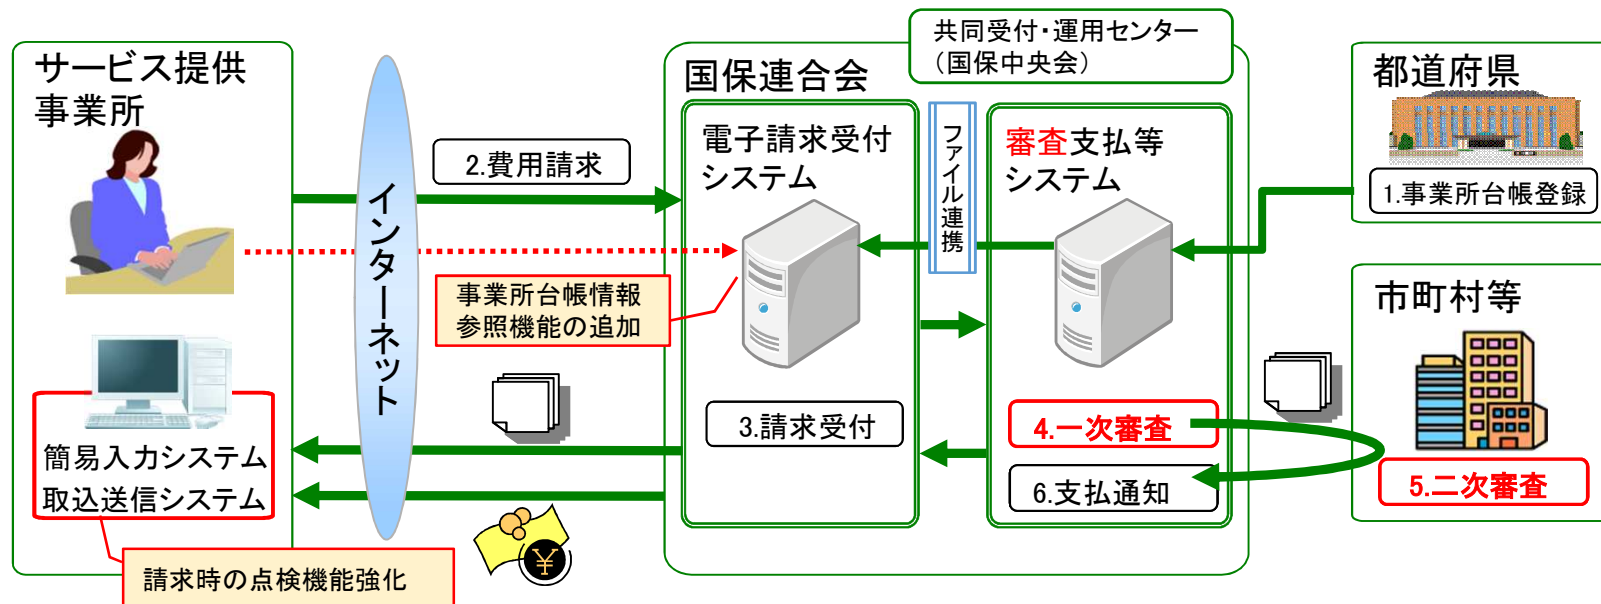 サービス提供
事業所
簡易入力システム
取込送信システム
請求時の点検機能強化
インターネット
2.費用請求
事業所台帳情報
参照機能の追加
共同受付・運用センター
（国保中央会）
国保連合会
電子請求受付
システム
3.請求受付
ファイル連携
審査支払等
システム
4.一次審査
6.支払通知
都道府県
1.事業所台帳登録
市町村等
5.二次審査
¥